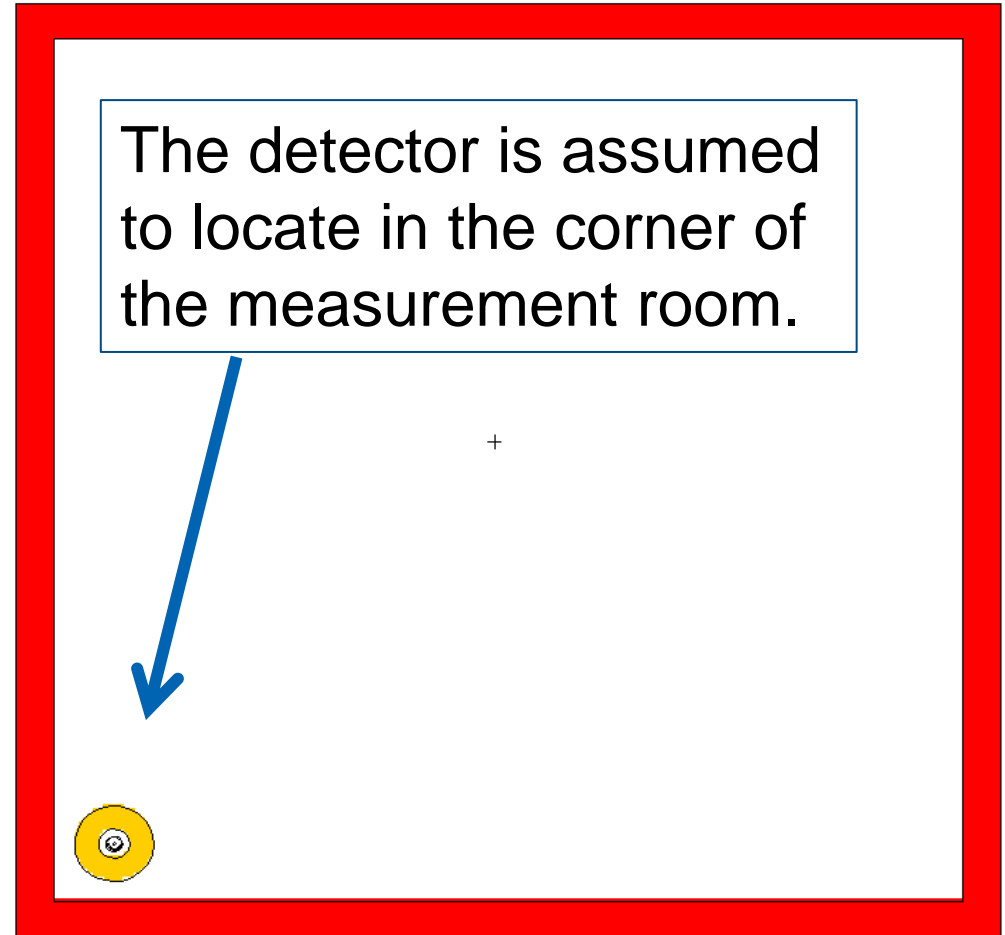 The detector is assumed
to locate in the corner of
the measurement room.